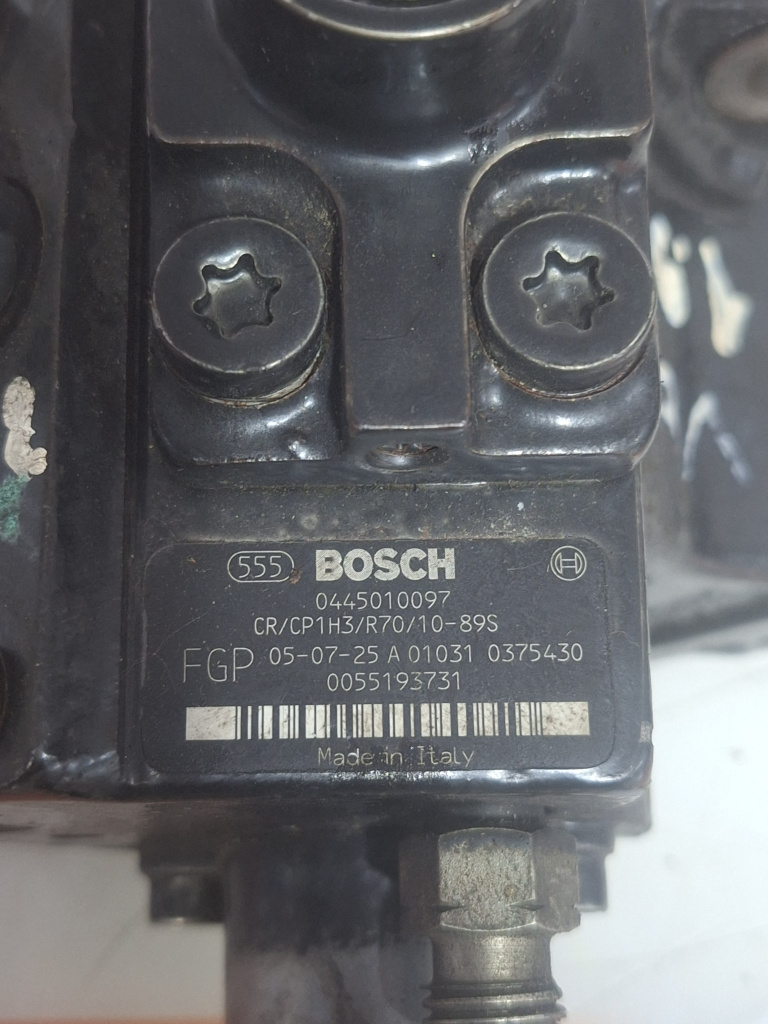 555 BOSCH
0445010097
CR/CP1H3/R70/10-89S
FGP 05-07-25 A 01031 0375430
0055193731
Made in Italy